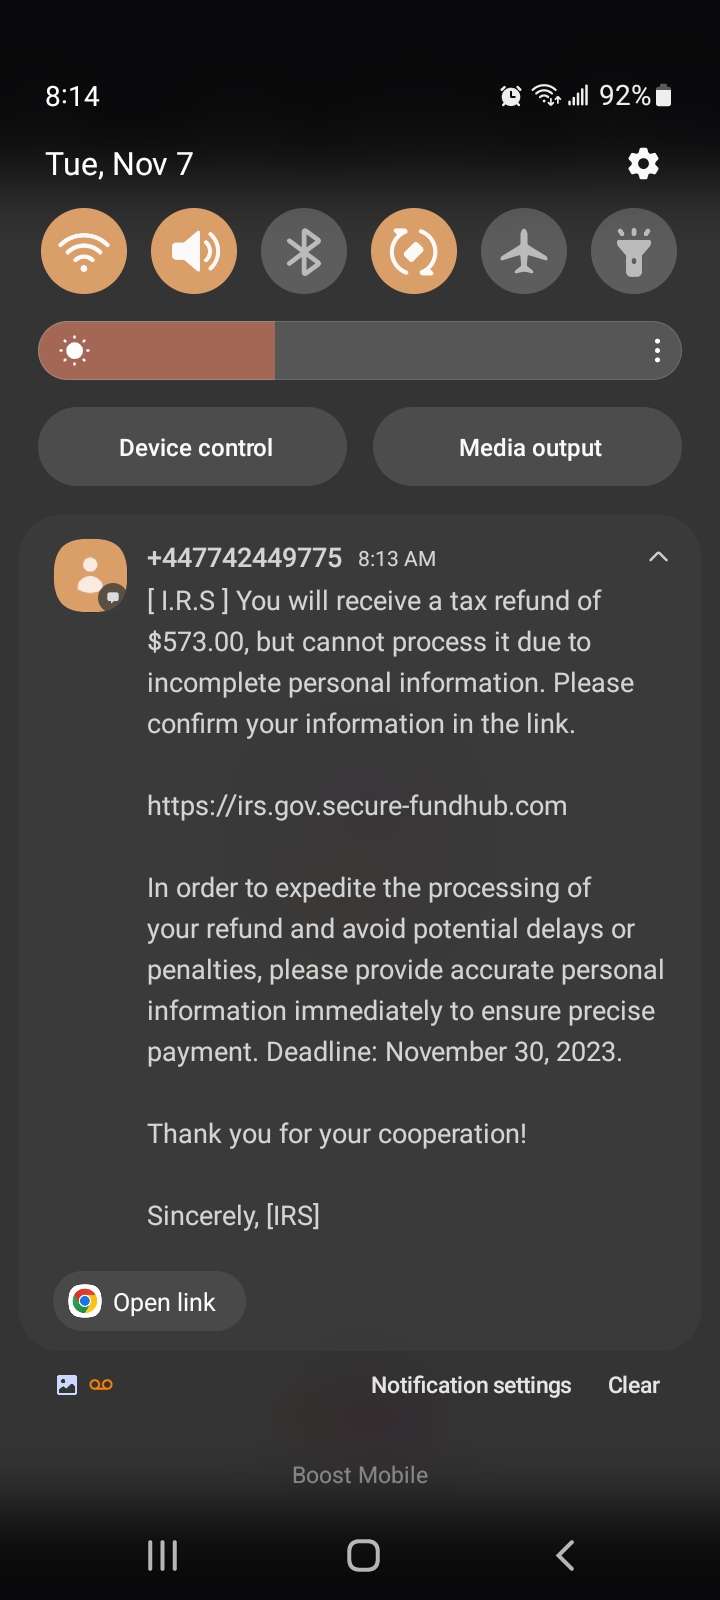 8:14
92%
Tue, Nov 7
Device control
Media output
+447742449775 8:13 AM
[ I.R.S ] You will receive a tax refund of
$573.00, but cannot process it due to
incomplete personal information. Please
confirm your information in the link.
https://irs.gov.secure-fundhub.com
In order to expedite the processing of
your refund and avoid potential delays or
penalties, please provide accurate personal
information immediately to ensure precise
payment. Deadline: November 30, 2023.
Thank you for your cooperation!
Sincerely, [IRS]
Open link
Notification settings
Clear
Boost Mobile